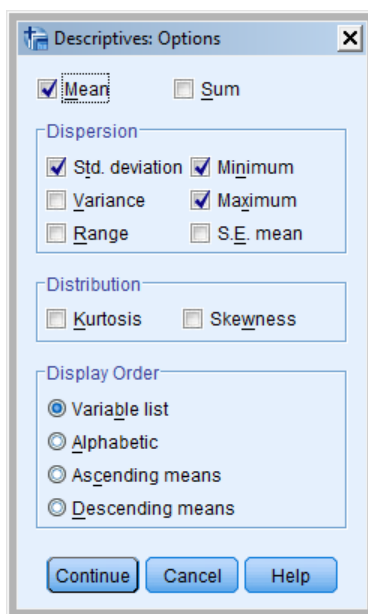 Descriptives: Options
Mean Sum
Dispersion
Std. deviation Minimum
Variance Maximum
Range S.E. mean
Distribution
Kurtosis Skewness
Display Order
Variable list
Alphabetic
Ascending means
Descending means
Continue Cancel Help